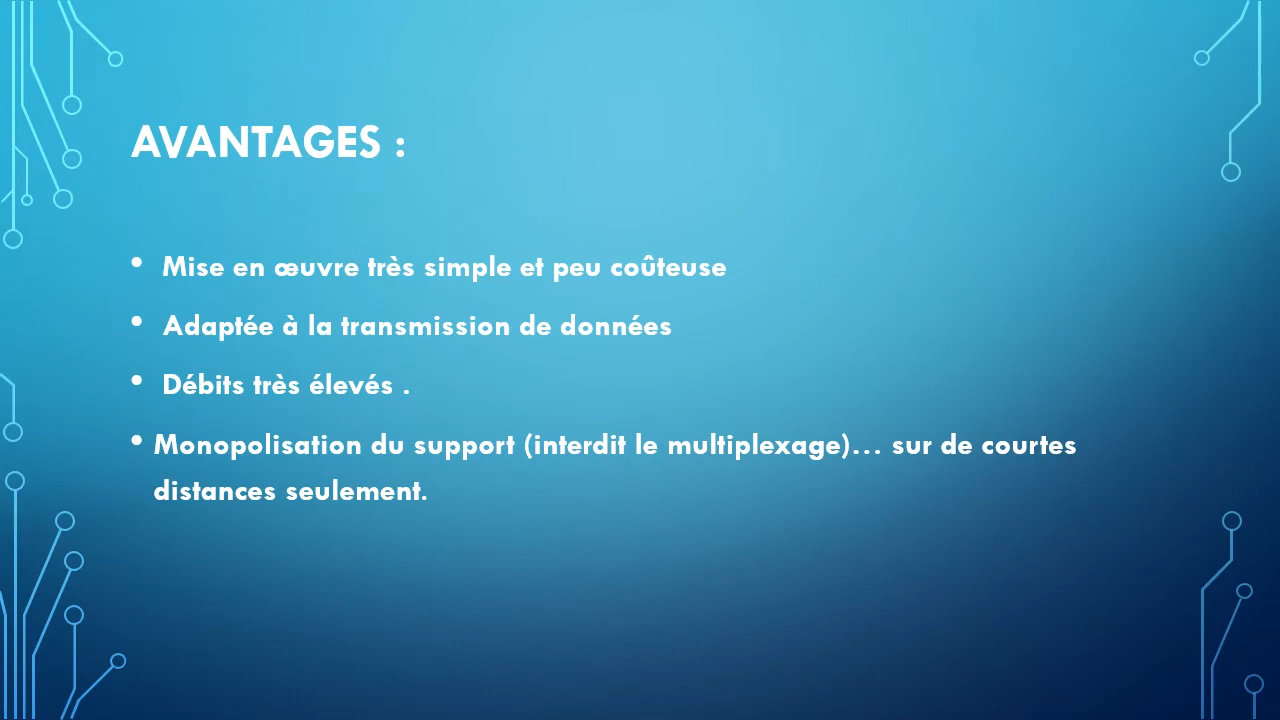 AVANTAGES :
• Mise en œuvre très simple et peu coûteuse
• Adaptée à la transmission de données
• Débits très élevés .
• Monopolisation du support (interdit le multiplexage)… sur de courtes
distances seulement.